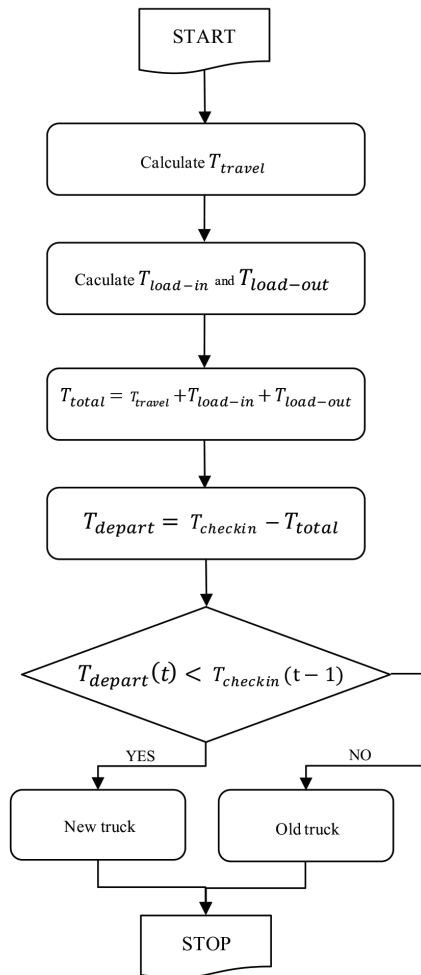 START
Calculate T_travel
Caculate T_load−in and T_load−out
T_total = T_travel + T_load−in + T_load−out
T_depart = T_checkin − T_total
T_depart(t) < T_checkin(t − 1)
YES
NO
New truck
Old truck
STOP